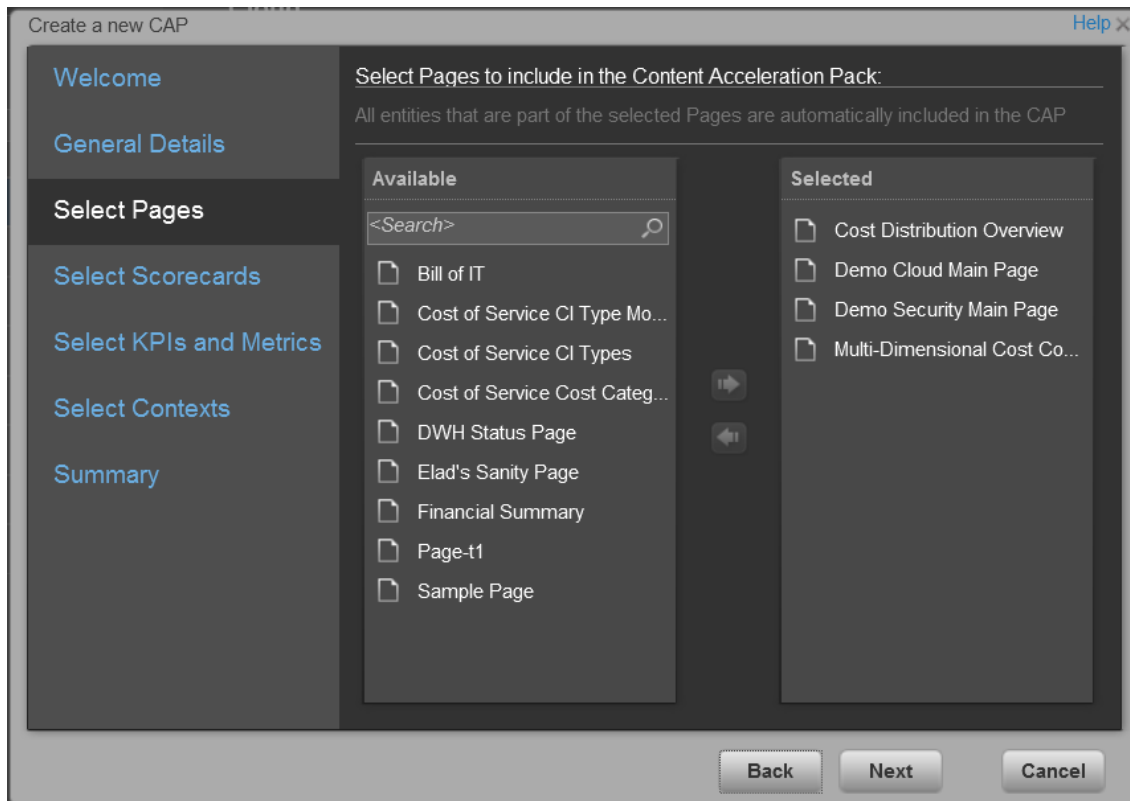 Create a new CAP
Help
Welcome
General Details
Select Pages
Select Scorecards
Select KPIs and Metrics
Select Contexts
Summary
Select Pages to include in the Content Acceleration Pack:
All entities that are part of the selected Pages are automatically included in the CAP
Available
<Search>
Bill of IT
Cost of Service CI Type Mo...
Cost of Service CI Types
Cost of Service Cost Categ...
DWH Status Page
Elad's Sanity Page
Financial Summary
Page-t1
Sample Page
Selected
Cost Distribution Overview
Demo Cloud Main Page
Demo Security Main Page
Multi-Dimensional Cost Co...
Back
Next
Cancel